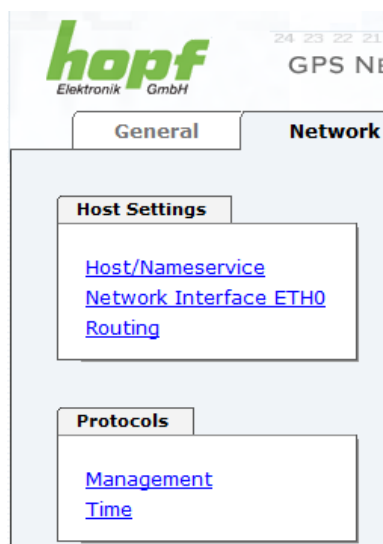 hopf
Elektronik GmbH
24 23 22 21
GPS NE
General
Network
Host Settings
Host/Nameservice
Network Interface ETH0
Routing
Protocols
Management
Time